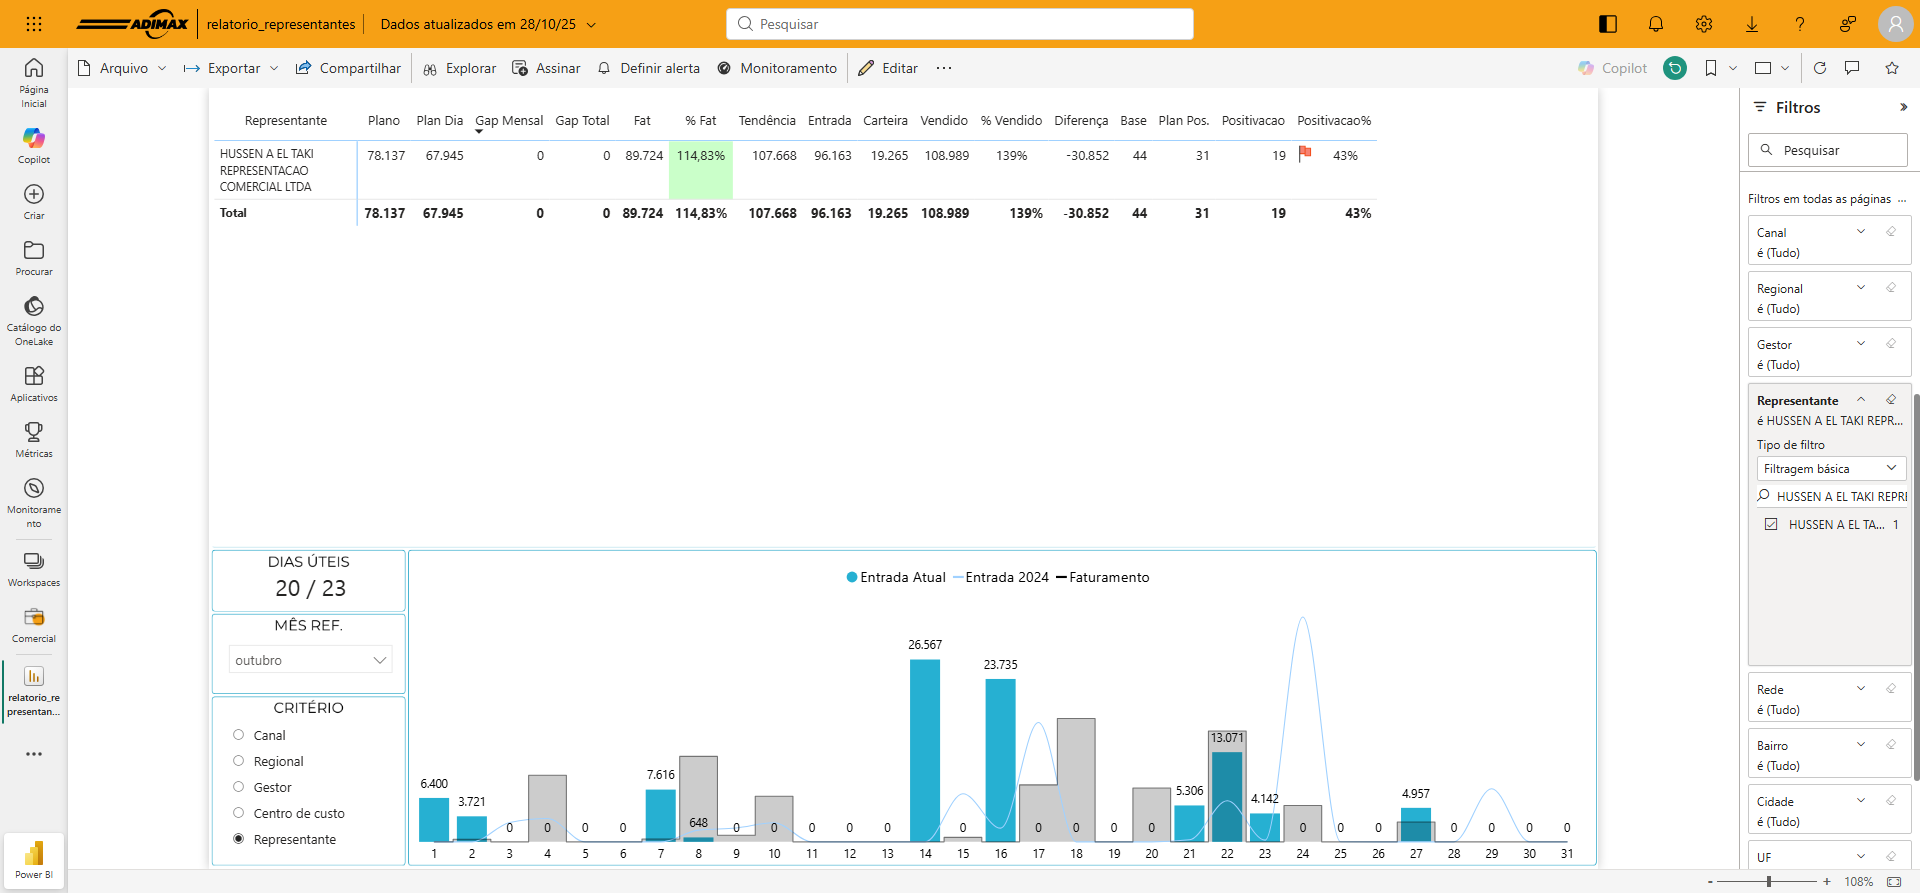 ADIMAX
relatorio_representantes
Dados atualizados em 28/10/25
Pesquisar
Arquivo
Exportar
Compartilhar
Explorar
Assinar
Definir alerta
Monitoramento
Editar
Copilot
Página Inicial
Copilot
Criar
Procurar
Catálogo do OneLake
Aplicativos
Métricas
Monitorame
nto
Workspaces
Comercial
relatorio_re
presentan...
Power BI
Representante Plano Plan Dia Gap Mensal Gap Total Fat % Fat Tendência Entrada Carteira Vendido % Vendido Diferença Base Plan Pos. Positivacao Positivacao%
HUSSEN A EL TAKI 78.137 67.945 0 0 89.724 114,83% 107.668 96.163 19.265 108.989 139% -30.852 44 31 19 43%
REPRESENTACAO
COMERCIAL LTDA
Total 78.137 67.945 0 0 89.724 114,83% 107.668 96.163 19.265 108.989 139% -30.852 44 31 19 43%
DIAS ÚTEIS
20 / 23
MÊS REF.
outubro
CRITÉRIO
Canal
Regional
Gestor
Centro de custo
Representante
Entrada Atual Entrada 2024 Faturamento
6.400 3.721 0 0 0 0 7.616 648 0 0 0 0 0 26.567 0 23.735 0 0 0 0 5.306 13.071 4.142 0 0 0 4.957 0 0 0 0
1 2 3 4 5 6 7 8 9 10 11 12 13 14 15 16 17 18 19 20 21 22 23 24 25 26 27 28 29 30 31
Filtros
Pesquisar
Filtros em todas as páginas ...
Canal
é (Tudo)
Regional
é (Tudo)
Gestor
é (Tudo)
Representante
é HUSSEN A EL TAKI REPR...
Tipo de filtro
Filtragem básica
HUSSEN A EL TAKI REPRE
HUSSEN A EL TA... 1
Rede
é (Tudo)
Bairro
é (Tudo)
Cidade
é (Tudo)
UF
- + 108%